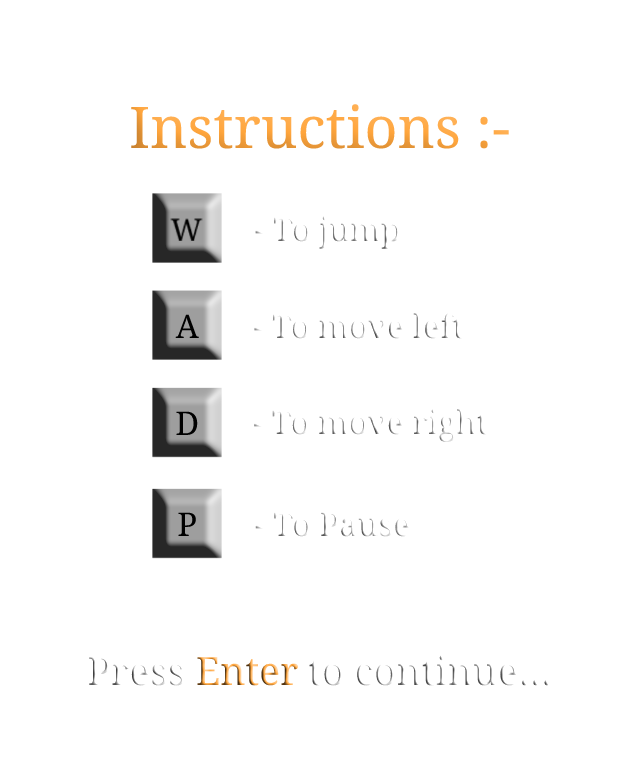 Instructions :-
W - To jump
A - To move left
D - To move right
P - To Pause
Press Enter to continue...